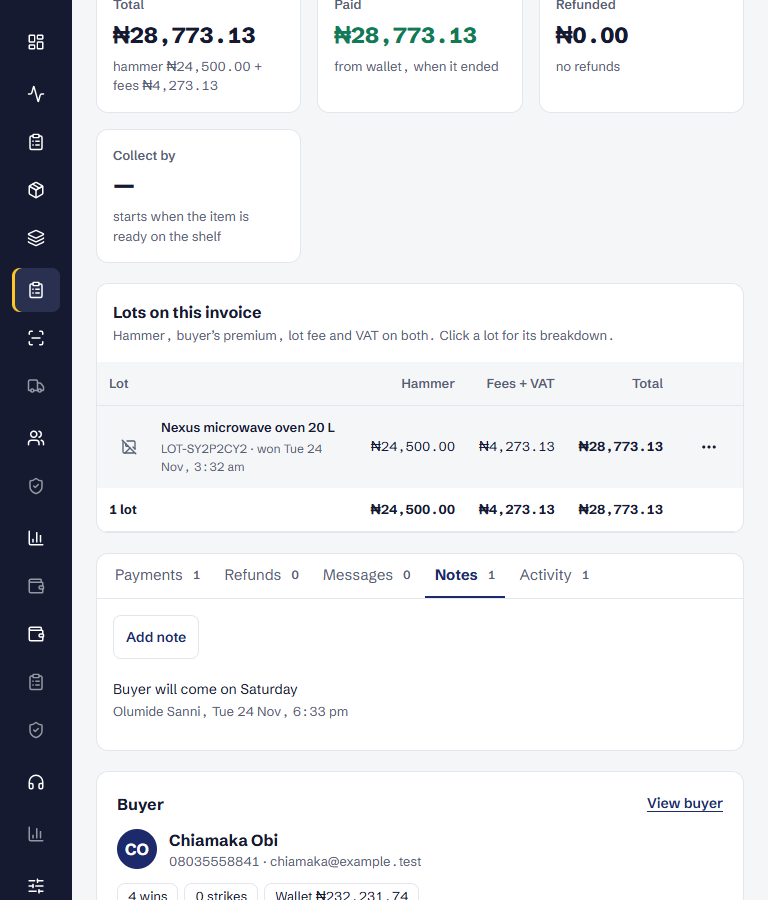 Total
₦28,773.13
hammer ₦24,500.00 +
fees ₦4,273.13
Paid
₦28,773.13
from wallet, when it ended
Refunded
₦0.00
no refunds
Collect by
—
starts when the item is
ready on the shelf
Lots on this invoice
Hammer, buyer's premium, lot fee and VAT on both. Click a lot for its breakdown.
Lot Hammer Fees + VAT Total
Nexus microwave oven 20 L
LOT-SY2P2CY2 · won Tue 24
Nov, 3:32 am
₦24,500.00 ₦4,273.13 ₦28,773.13
1 lot ₦24,500.00 ₦4,273.13 ₦28,773.13
Payments 1 Refunds 0 Messages 0 Notes 1 Activity 1
Add note
Buyer will come on Saturday
Olumide Sanni, Tue 24 Nov, 6:33 pm
Buyer View buyer
CO Chiamaka Obi
08035558841 · chiamaka@example.test
4 wins 0 strikes Wallet ₦232,231.74